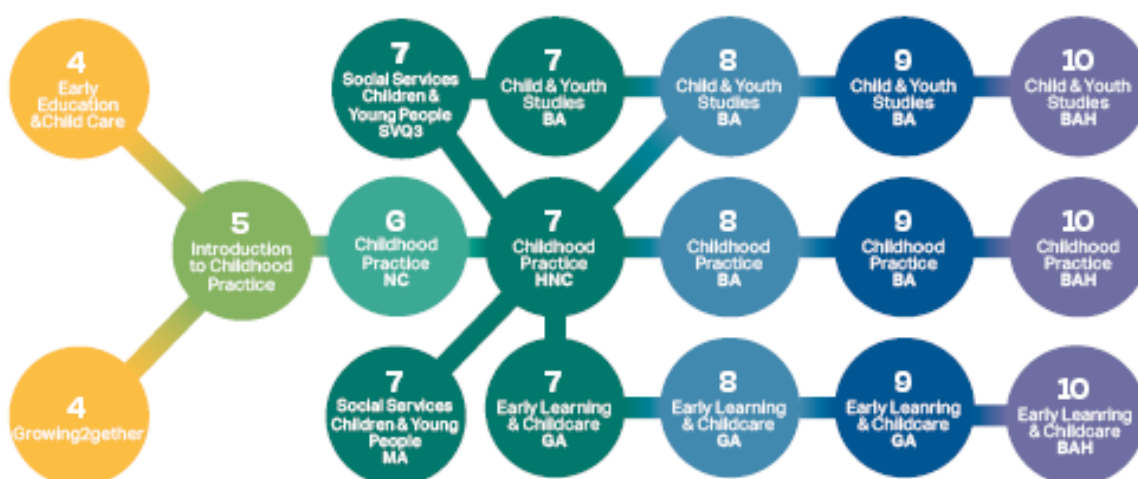 4
Early
Education
&Child Care
7
Social Services
Children &
Young People
SVQ3
7
Child & Youth
Studies
BA
8
Child & Youth
Studies
BA
9
Child & Youth
Studies
BA
10
Child & Youth
Studies
BAH
5
Introduction
to Childhood
Practice
6
Childhood
Practice
NC
7
Childhood
Practice
HNC
8
Childhood
Practice
BA
9
Childhood
Practice
BA
10
Childhood
Practice
BAH
4
Growing2gether
7
Social Services
Children & Young
People
MA
7
Early Learning
& Childcare
GA
8
Early Learning
& Childcare
GA
9
Early Leanring
& Childcare
GA
10
Early Leanring
& Childcare
BAH